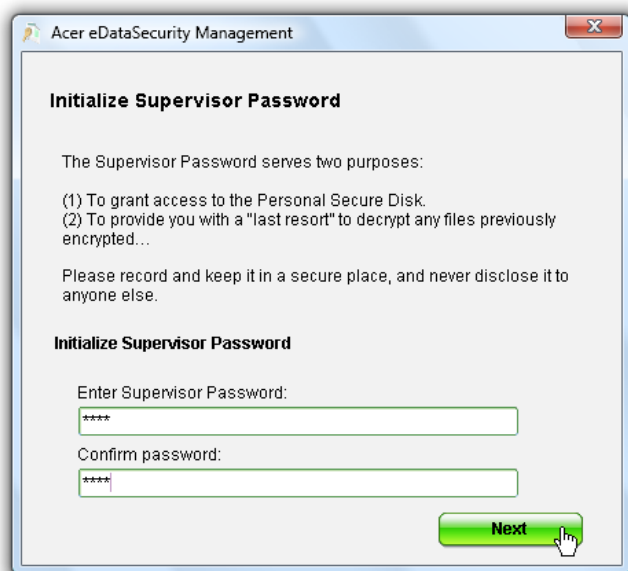 Acer eDataSecurity Management
Initialize Supervisor Password
The Supervisor Password serves two purposes:
(1) To grant access to the Personal Secure Disk.
(2) To provide you with a "last resort" to decrypt any files previously
encrypted...
Please record and keep it in a secure place, and never disclose it to
anyone else.
Initialize Supervisor Password
Enter Supervisor Password:
****
Confirm password:
****
Next